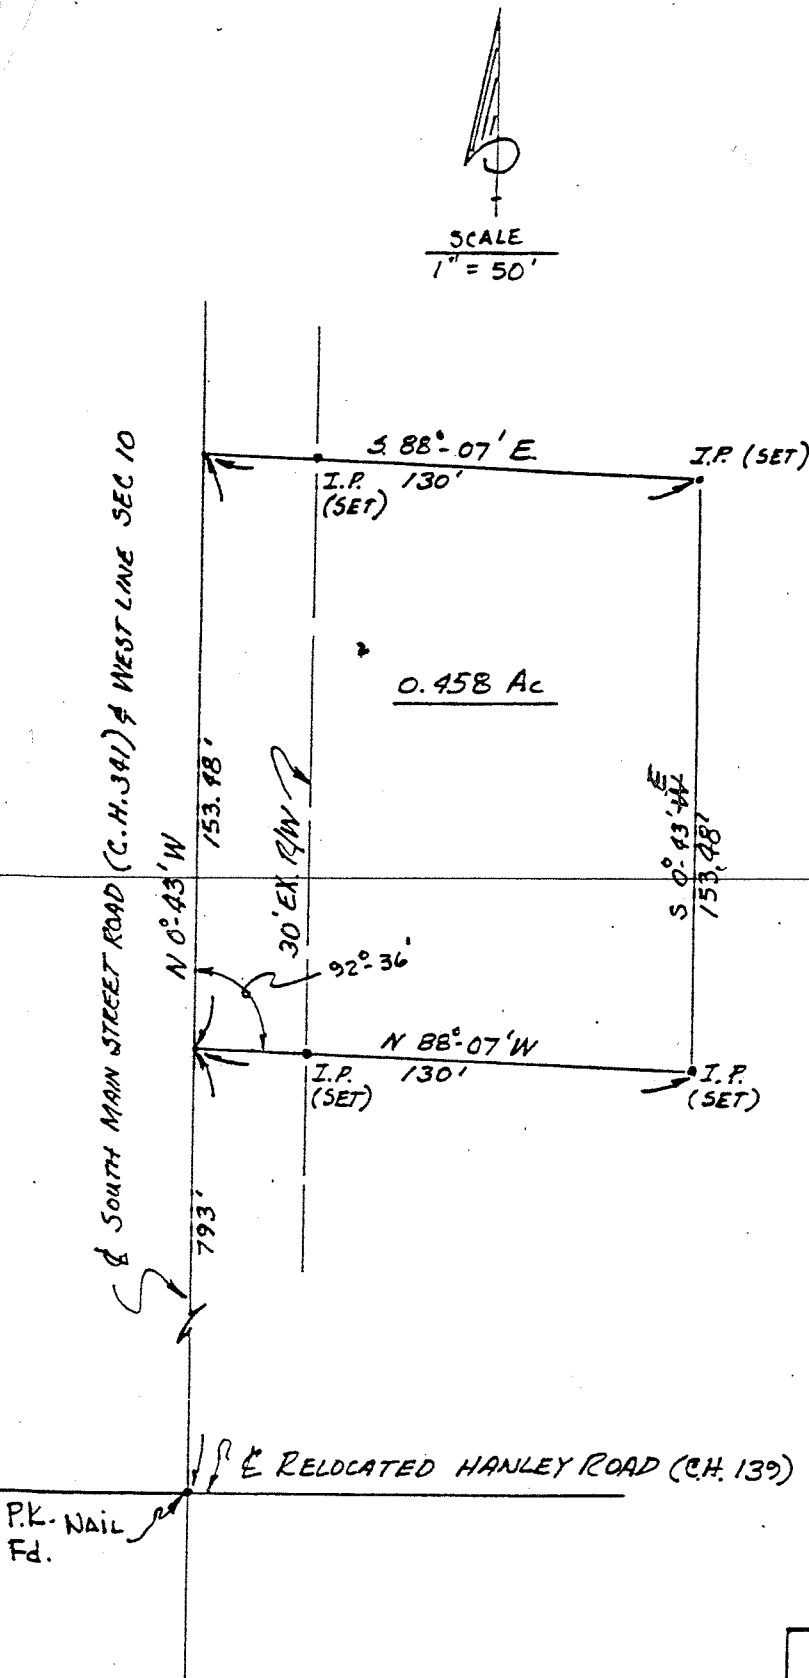 SCALE
1" = 50'
S. 88°-07' E.
130'
I.P. (SET)
I.P.
(SET)
0.458 Ac
℄ SOUTH MAIN STREET ROAD (C.H. 341) & WEST LINE SEC 10
N 0°-43' W
153.48'
30' EX. R/W
S 0°-43' W E
153.48'
92°-36'
N 88°-07' W
130'
I.P.
(SET)
I.P.
(SET)
793'
℄ RELOCATED HANLEY ROAD (C.H. 139)
P.K. NAIL
Fd.